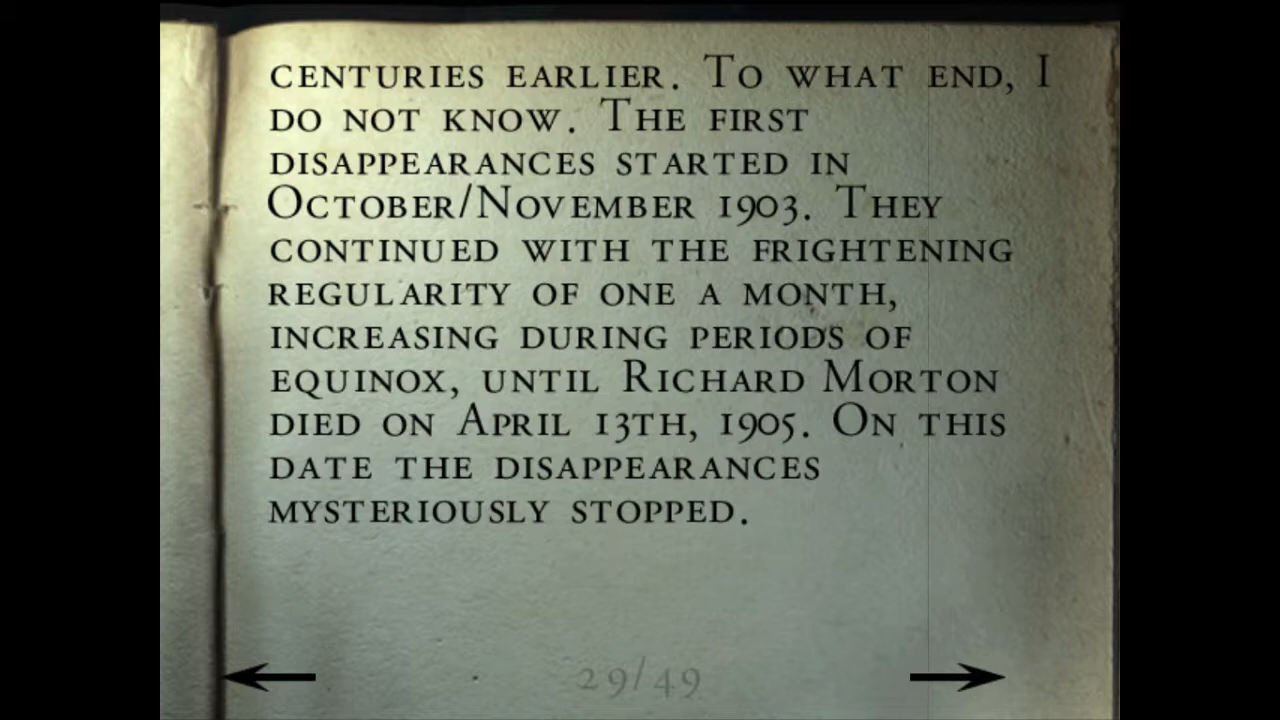 centuries earlier. To what end, I
do not know. The first
disappearances started in
October/November 1903. They
continued with the frightening
regularity of one a month,
increasing during periods of
equinox, until Richard Morton
died on April 13th, 1905. On this
date the disappearances
mysteriously stopped.
29/49